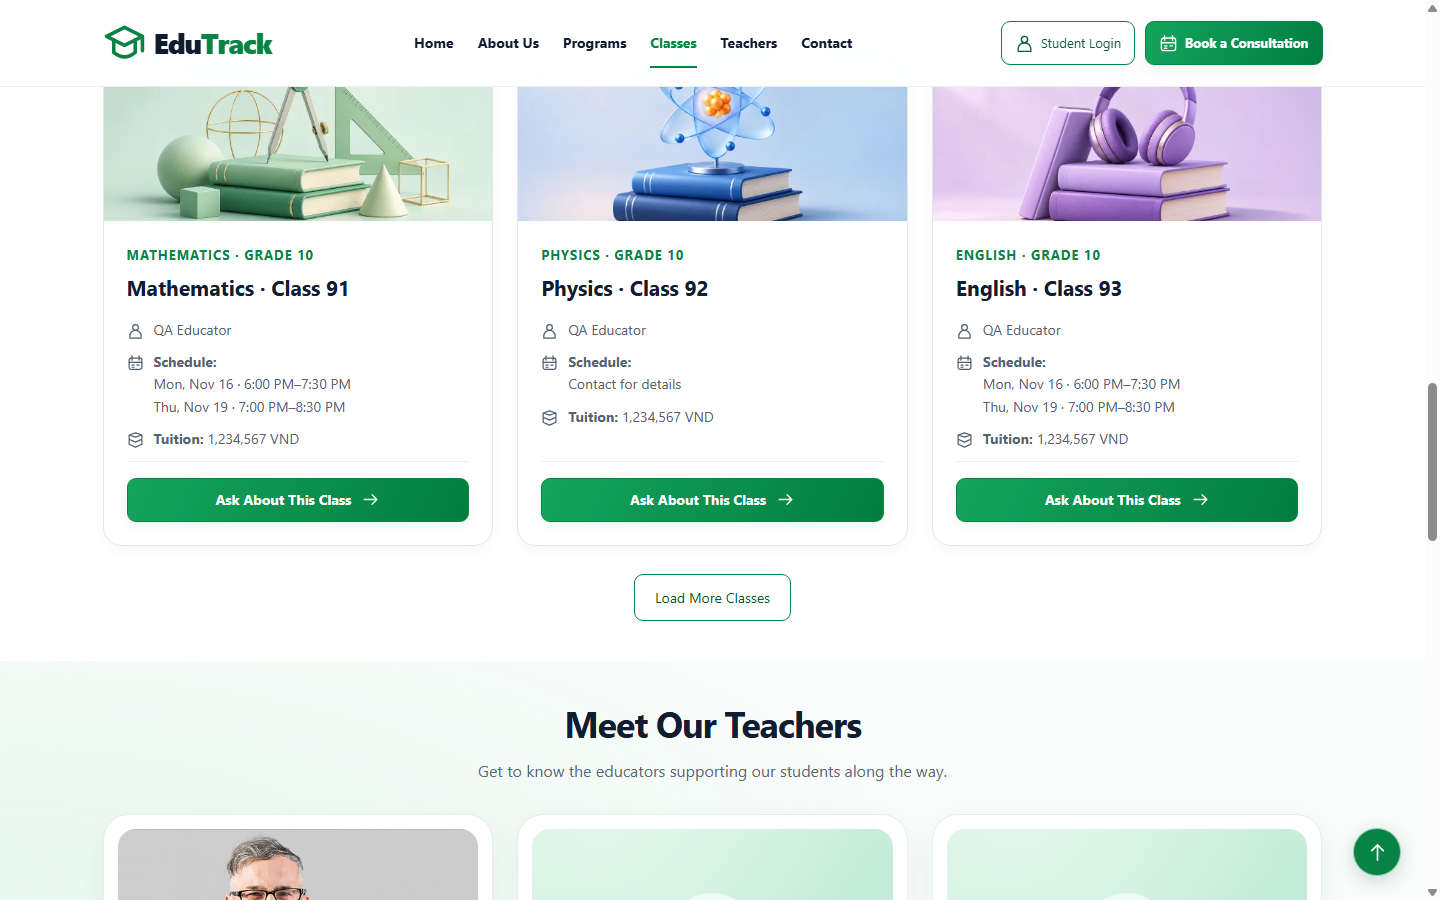 EduTrack
Home
About Us
Programs
Classes
Teachers
Contact
Student Login
Book a Consultation
MATHEMATICS · GRADE 10
Mathematics · Class 91
QA Educator
Schedule:
Mon, Nov 16 · 6:00 PM–7:30 PM
Thu, Nov 19 · 7:00 PM–8:30 PM
Tuition: 1,234,567 VND
Ask About This Class
PHYSICS · GRADE 10
Physics · Class 92
QA Educator
Schedule:
Contact for details
Tuition: 1,234,567 VND
Ask About This Class
ENGLISH · GRADE 10
English · Class 93
QA Educator
Schedule:
Mon, Nov 16 · 6:00 PM–7:30 PM
Thu, Nov 19 · 7:00 PM–8:30 PM
Tuition: 1,234,567 VND
Ask About This Class
Load More Classes
Meet Our Teachers
Get to know the educators supporting our students along the way.